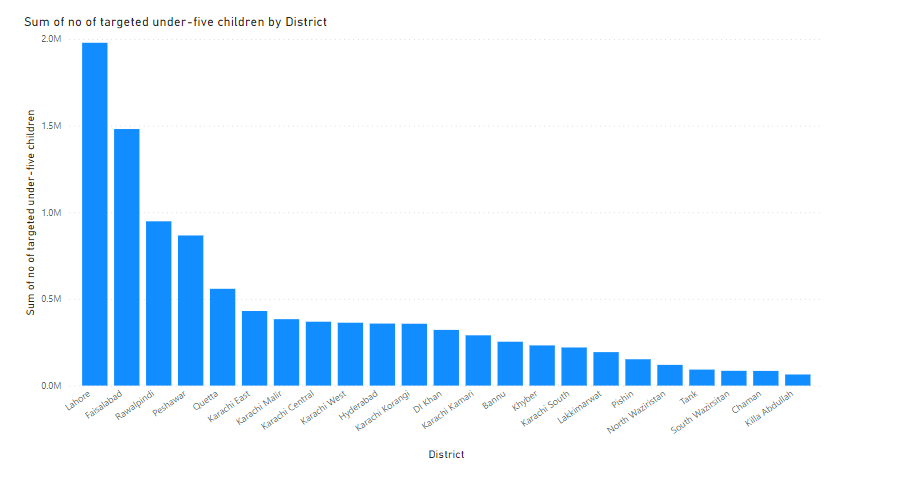 Sum of no of targeted under-five children by District
Sum of no of targeted under-five children
2.0M
1.5M
1.0M
0.5M
0.0M
Lahore
Faisalabad
Rawalpindi
Peshawar
Quetta
Karachi East
Karachi Malir
Karachi Central
Karachi West
Hyderabad
Karachi Korangi
DI Khan
Karachi Kamari
Bannu
Khyber
Karachi South
Lakkimarwat
Pishin
North Waziristan
Tank
South Wazirsitan
Chaman
Killa Abdullah
District